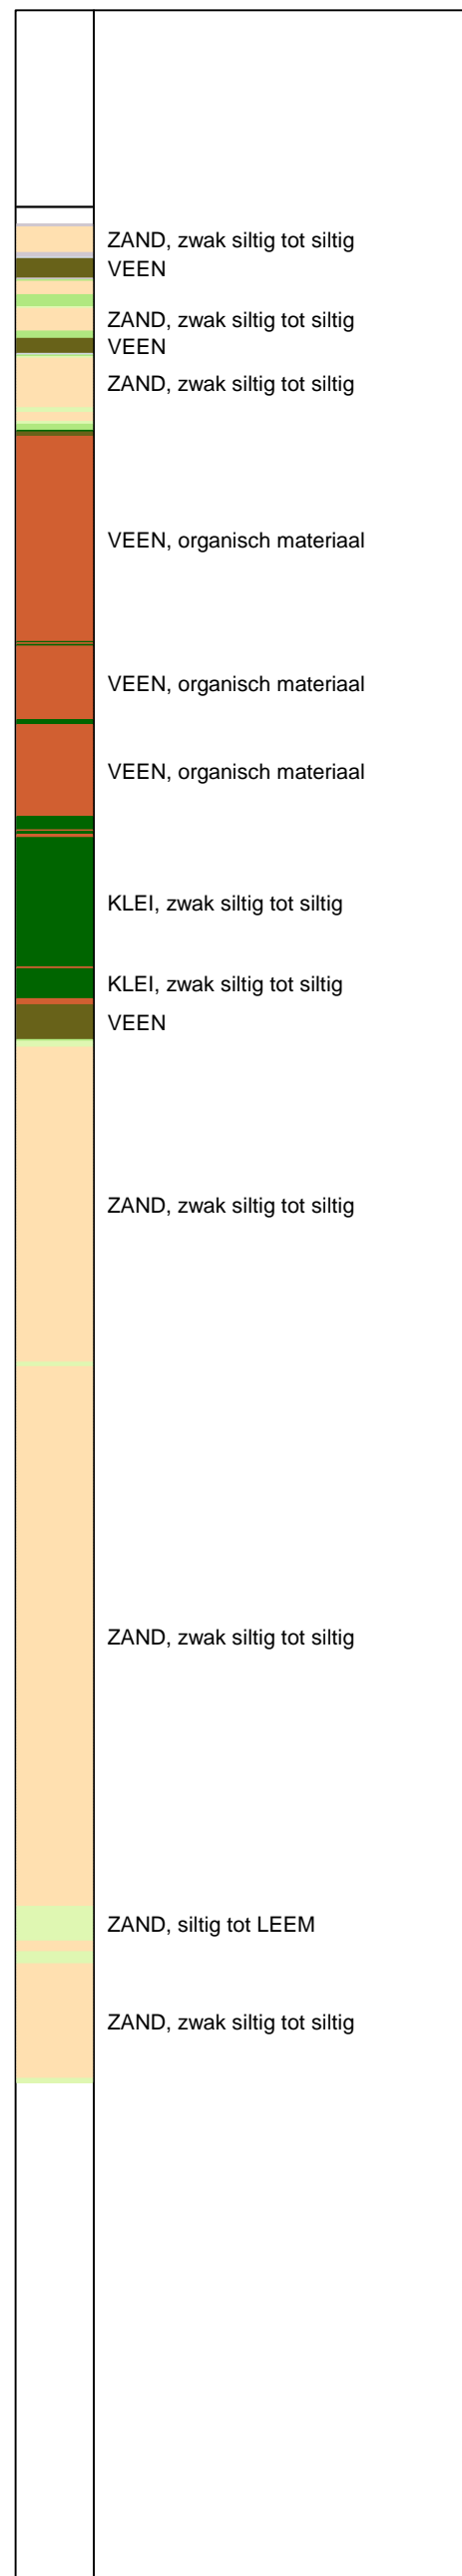 ZAND, zwak siltig tot siltig
VEEN
ZAND, zwak siltig tot siltig
VEEN
ZAND, zwak siltig tot siltig
VEEN, organisch materiaal
VEEN, organisch materiaal
VEEN, organisch materiaal
KLEI, zwak siltig tot siltig
KLEI, zwak siltig tot siltig
VEEN
ZAND, zwak siltig tot siltig
ZAND, zwak siltig tot siltig
ZAND, siltig tot LEEM
ZAND, zwak siltig tot siltig